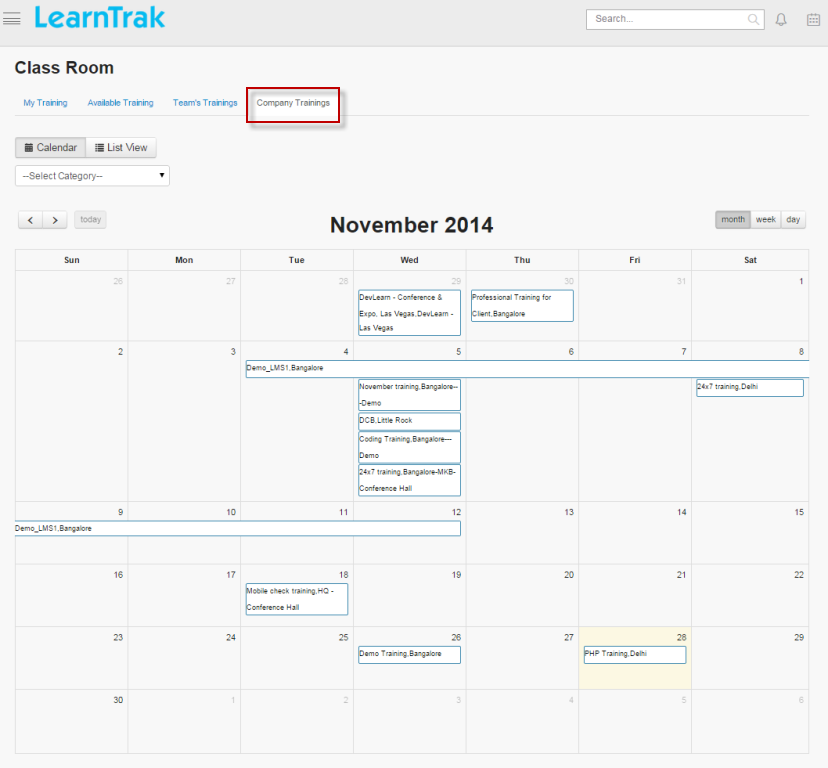 LearnTrak
Search...
Class Room
My Training Available Training Team's Trainings Company Trainings
Calendar List View
--Select Category--
today
November 2014
month week day
Sun Mon Tue Wed Thu Fri Sat
26 27 28 29 30 31 1
DevLearn - Conference &
Expo, Las Vegas,DevLearn -
Las Vegas
Professional Training for
Client,Bangalore
2 3 4 5 6 7 8
Demo_LMS1,Bangalore
November training,Bangalore--
-Demo
DCB,Little Rock
Coding Training,Bangalore---
Demo
24x7 training,Bangalore-MKB-
Conference Hall
24x7 training,Delhi
9 10 11 12 13 14 15
Demo_LMS1,Bangalore
16 17 18 19 20 21 22
Mobile check training,HQ -
Conference Hall
23 24 25 26 27 28 29
Demo Training,Bangalore
PHP Training,Delhi
30 1 2 3 4 5 6